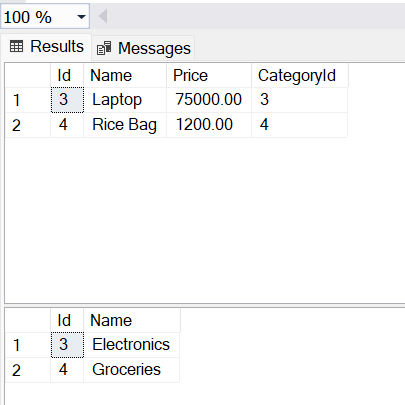 100 %
Results Messages
Id Name Price CategoryId
1 3 Laptop 75000.00 3
2 4 Rice Bag 1200.00 4
Id Name
1 3 Electronics
2 4 Groceries